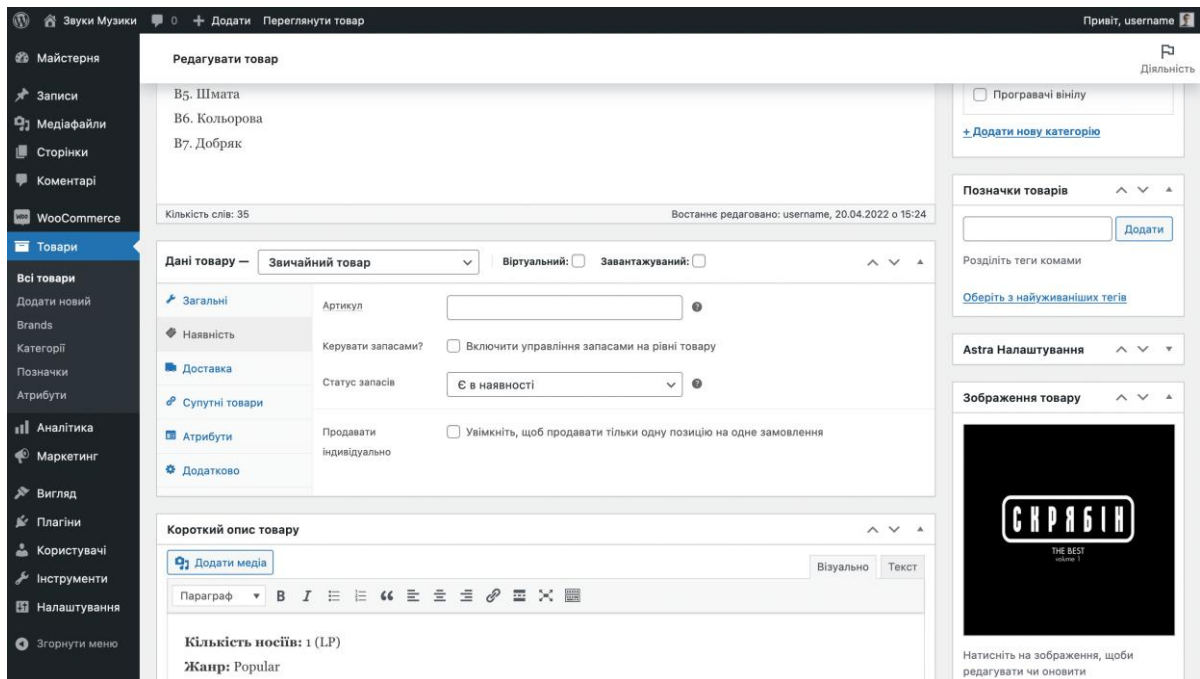 Звуки Музики 0 Додати Переглянути товар Привіт, username
Майстерня
Записи
Медіафайли
Сторінки
Коментарі
WooCommerce
Товари
Всі товари
Додати новий
Brands
Категорії
Позначки
Атрибути
Аналітика
Маркетинг
Вигляд
Плагіни
Користувачі
Інструменти
Налаштування
Згорнути меню
Редагувати товар
Діяльність
B5. Шмата
B6. Кольорова
B7. Добряк
Кількість слів: 35 Востаннє редаговано: username, 20.04.2022 о 15:24
Дані товару — Звичайний товар Віртуальний: Завантажуваний:
Загальні
Наявність
Доставка
Супутні товари
Атрибути
Додатково
Артикул
Керувати запасами? Включити управління запасами на рівні товару
Статус запасів Є в наявності
Продавати індивідуально Увімкніть, щоб продавати тільки одну позицію на одне замовлення
Короткий опис товару
Додати медіа
Візуально Текст
Параграф
Кількість носіїв: 1 (LP)
Жанр: Popular
Програвачі вінілу
+ Додати нову категорію
Позначки товарів
Додати
Розділіть теги комами
Оберіть з найуживаніших тегів
Astra Налаштування
Зображення товару
СКРЯБІН
THE BEST
volume 1
Натисніть на зображення, щоби
редагувати чи оновити